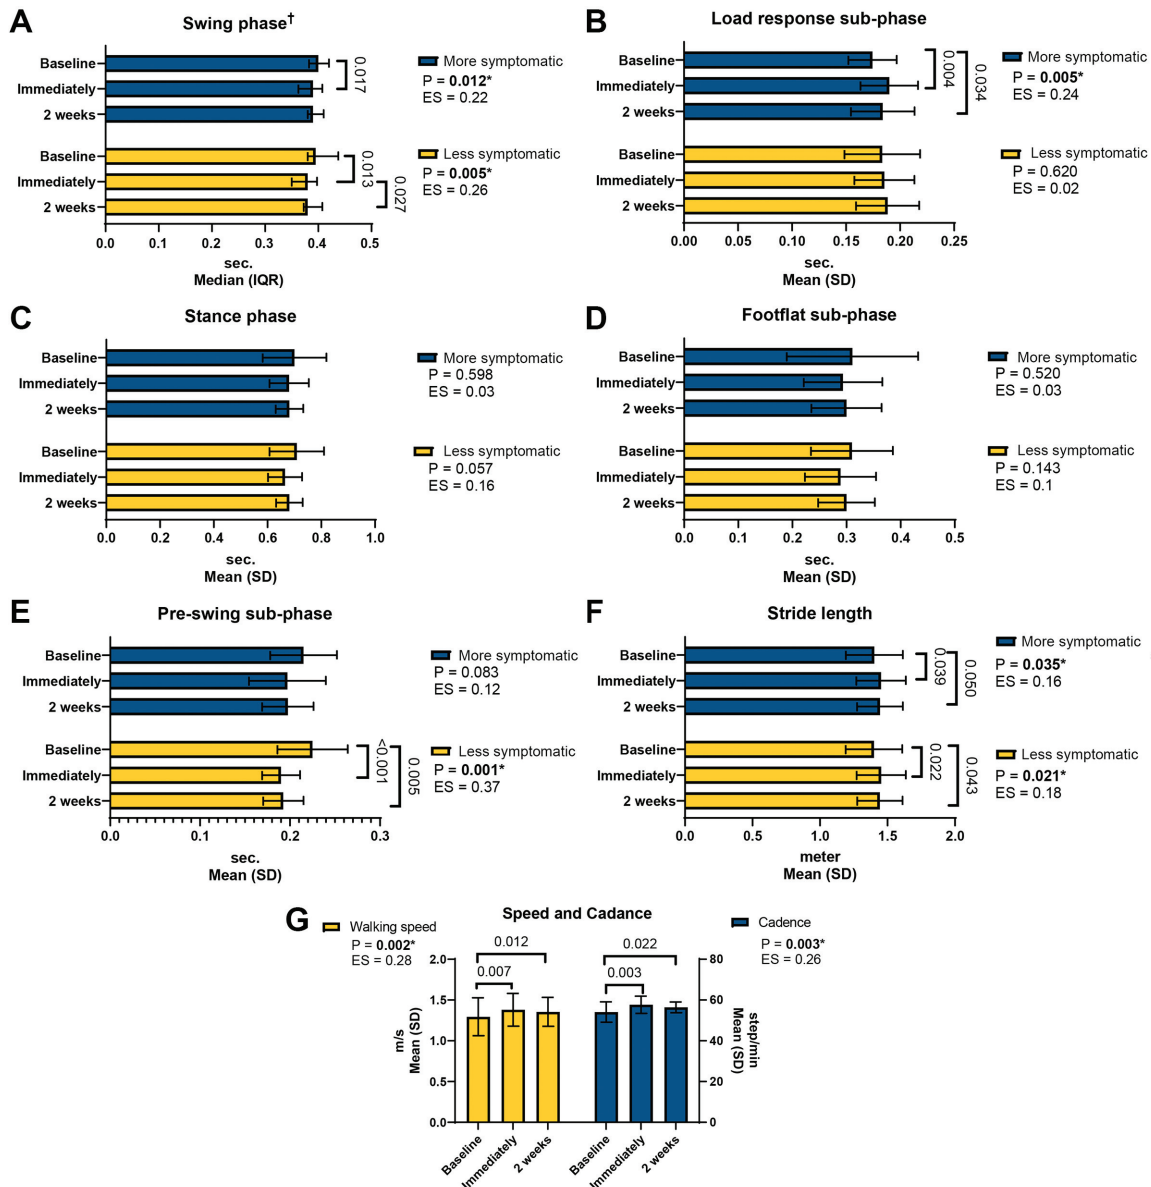 A
Swing phase†
Baseline
Immediately
2 weeks
Baseline
Immediately
2 weeks
0.017
0.013
0.027
More symptomatic
P = 0.012*
ES = 0.22
Less symptomatic
P = 0.005*
ES = 0.26
0.0 0.1 0.2 0.3 0.4 0.5
sec.
Median (IQR)
B
Load response sub-phase
Baseline
Immediately
2 weeks
Baseline
Immediately
2 weeks
0.004
0.034
More symptomatic
P = 0.005*
ES = 0.24
Less symptomatic
P = 0.620
ES = 0.02
0.00 0.05 0.10 0.15 0.20 0.25
sec.
Mean (SD)
C
Stance phase
Baseline
Immediately
2 weeks
Baseline
Immediately
2 weeks
More symptomatic
P = 0.598
ES = 0.03
Less symptomatic
P = 0.057
ES = 0.16
0.0 0.2 0.4 0.6 0.8 1.0
sec.
Mean (SD)
D
Footflat sub-phase
Baseline
Immediately
2 weeks
Baseline
Immediately
2 weeks
More symptomatic
P = 0.520
ES = 0.03
Less symptomatic
P = 0.143
ES = 0.1
0.0 0.1 0.2 0.3 0.4 0.5
sec.
Mean (SD)
E
Pre-swing sub-phase
Baseline
Immediately
2 weeks
Baseline
Immediately
2 weeks
<0.001
0.005
More symptomatic
P = 0.083
ES = 0.12
Less symptomatic
P = 0.001*
ES = 0.37
0.0 0.1 0.2 0.3
sec.
Mean (SD)
F
Stride length
Baseline
Immediately
2 weeks
Baseline
Immediately
2 weeks
0.039
0.050
0.022
0.043
More symptomatic
P = 0.035*
ES = 0.16
Less symptomatic
P = 0.021*
ES = 0.18
0.0 0.5 1.0 1.5 2.0
meter
Mean (SD)
G
Speed and Cadance
Walking speed
P = 0.002*
ES = 0.28
Cadence
P = 0.003*
ES = 0.26
0.012
0.007
0.022
0.003
2.0
1.5
1.0
0.5
0.0
m/s
Mean (SD)
80
60
40
20
0
step/min
Mean (SD)
Baseline
Immediately
2 weeks
Baseline
Immediately
2 weeks